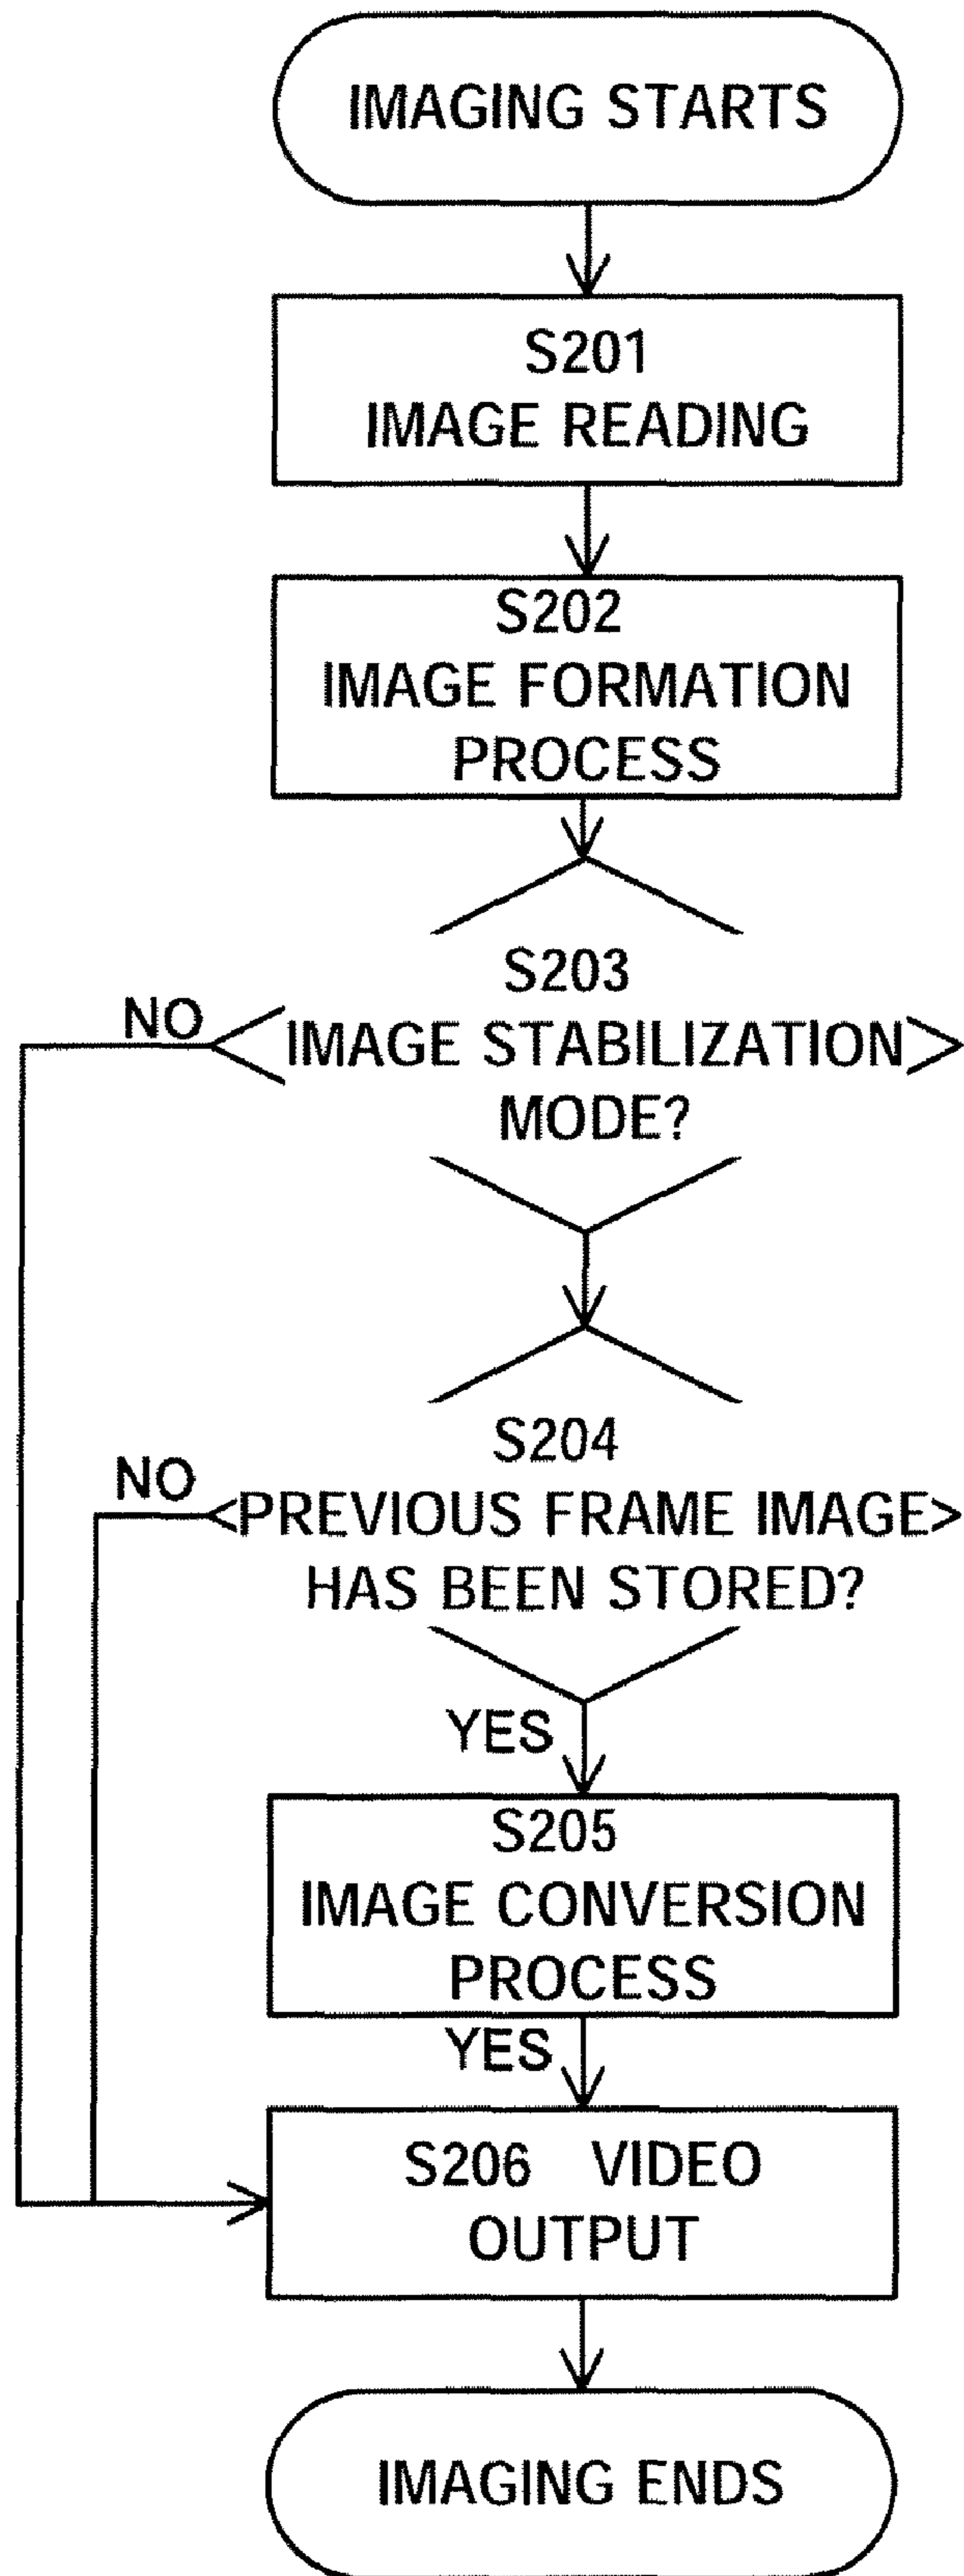 IMAGING STARTS
S201
IMAGE READING
S202
IMAGE FORMATION
PROCESS
S203
NO
IMAGE STABILIZATION
MODE?
S204
NO
PREVIOUS FRAME IMAGE
HAS BEEN STORED?
YES
S205
IMAGE CONVERSION
PROCESS
YES
S206 VIDEO
OUTPUT
IMAGING ENDS